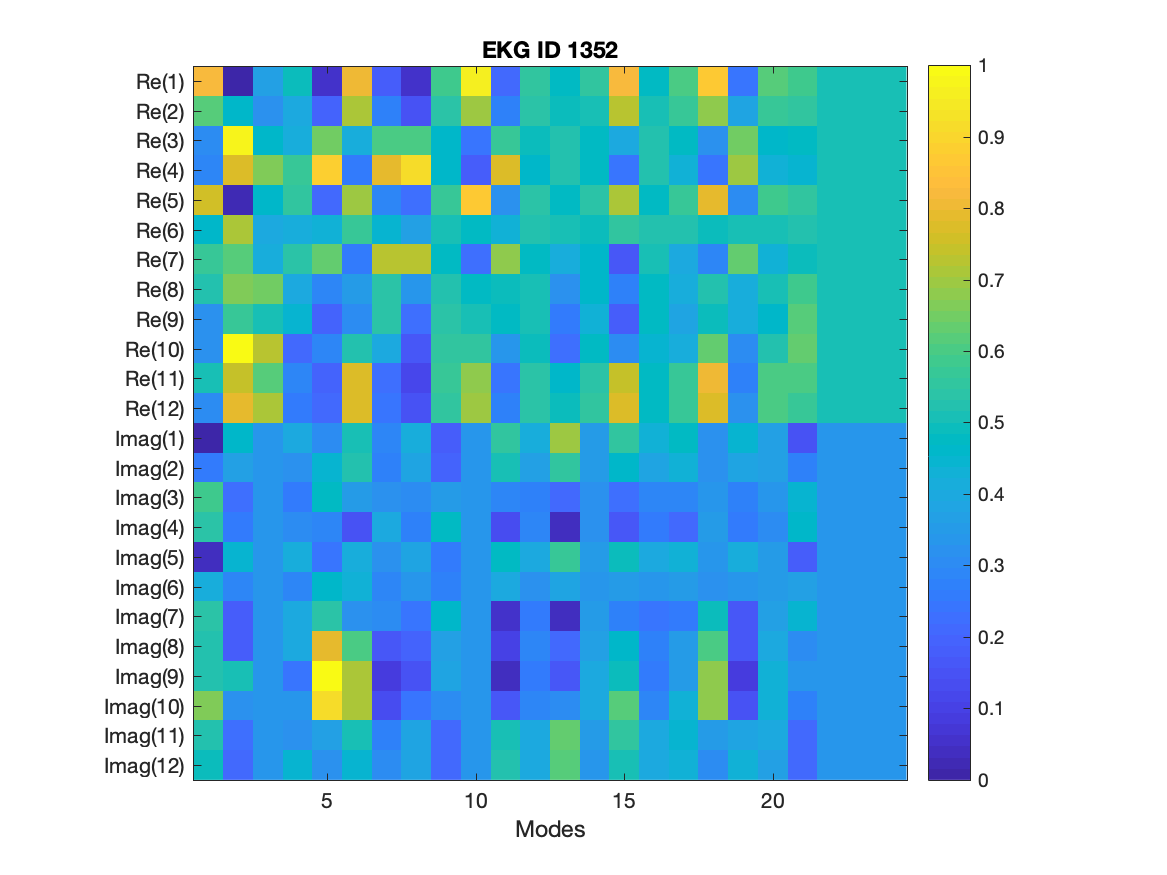 EKG ID 1352
Re(1)
Re(2)
Re(3)
Re(4)
Re(5)
Re(6)
Re(7)
Re(8)
Re(9)
Re(10)
Re(11)
Re(12)
Imag(1)
Imag(2)
Imag(3)
Imag(4)
Imag(5)
Imag(6)
Imag(7)
Imag(8)
Imag(9)
Imag(10)
Imag(11)
Imag(12)
5 10 15 20
Modes
1
0.9
0.8
0.7
0.6
0.5
0.4
0.3
0.2
0.1
0